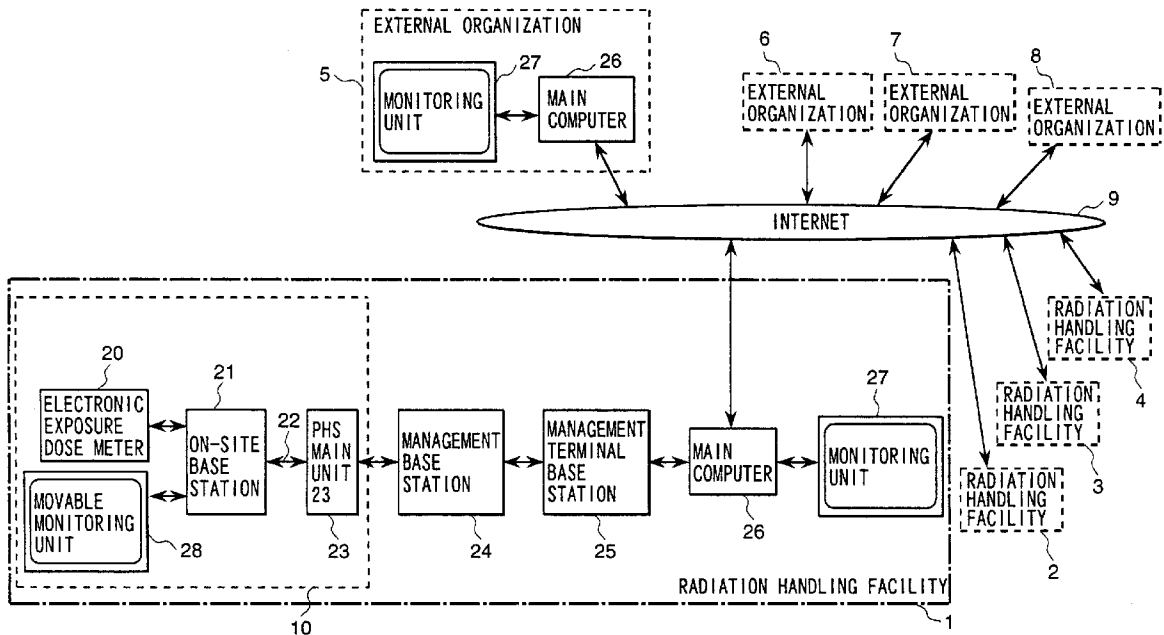 EXTERNAL ORGANIZATION
5
27
26
MONITORING
UNIT
MAIN
COMPUTER
6
EXTERNAL
ORGANIZATION
7
EXTERNAL
ORGANIZATION
8
EXTERNAL
ORGANIZATION
INTERNET
9
RADIATION
HANDLING
FACILITY
4
RADIATION
HANDLING
FACILITY
3
RADIATION
HANDLING
FACILITY
2
20
ELECTRONIC
EXPOSURE
DOSE METER
21
ON-SITE
BASE
STATION
22
PHS
MAIN
UNIT
23
23
MANAGEMENT
BASE
STATION
24
MANAGEMENT
TERMINAL
BASE
STATION
25
MAIN
COMPUTER
26
27
MONITORING
UNIT
MOVABLE
MONITORING
UNIT
28
RADIATION HANDLING FACILITY
10
1